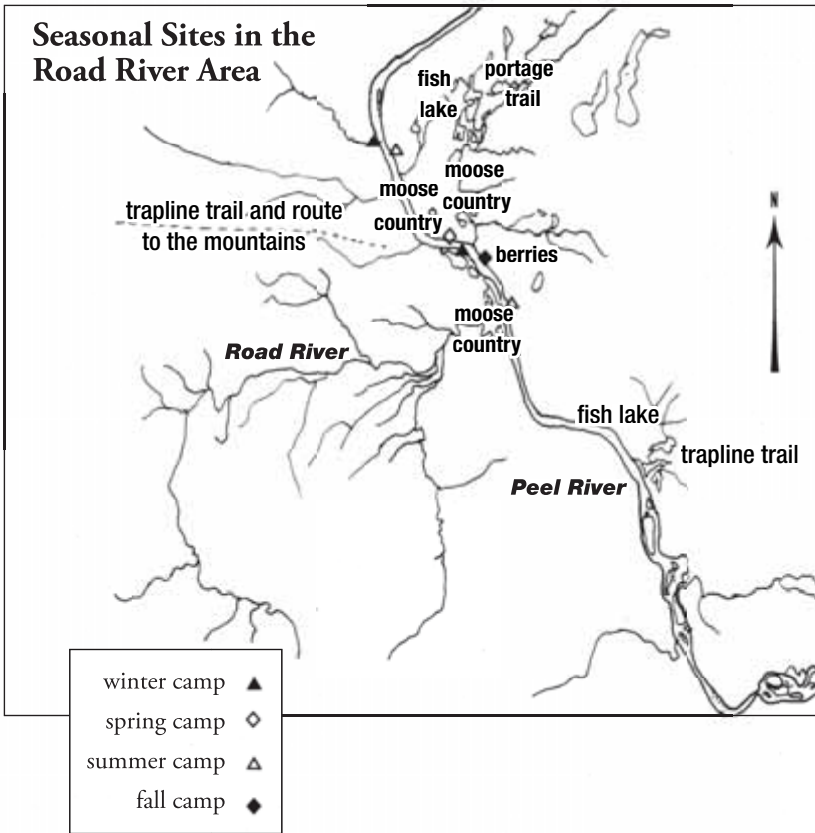 Seasonal Sites in the
Road River Area
fish
lake
portage
trail
moose
country
moose
country
trapline trail and route
to the mountains
berries
moose
country
Road River
fish lake
trapline trail
Peel River
N
winter camp
spring camp
summer camp
fall camp